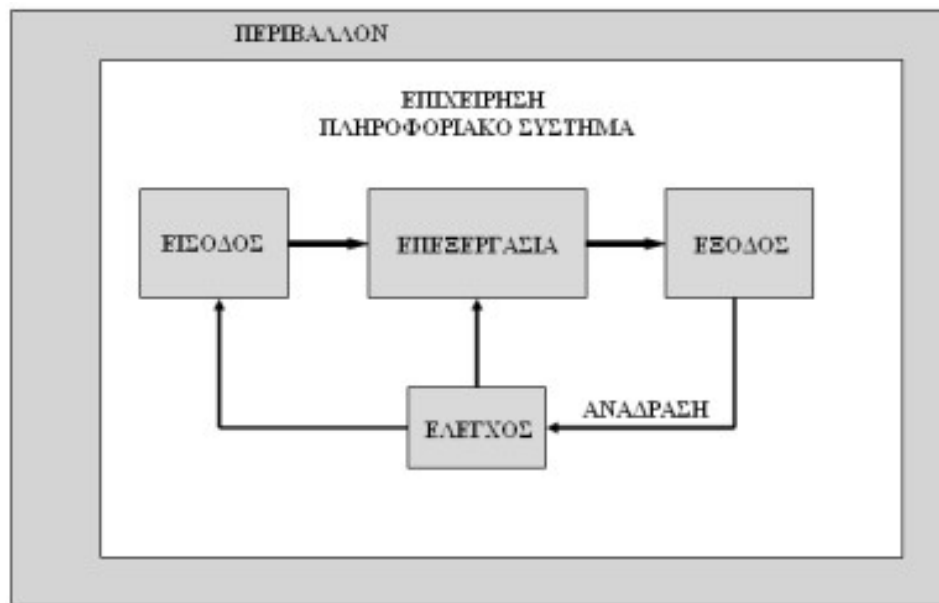 ΠΕΡΙΒΑΛΛΟΝ
ΕΠΙΧΕΙΡΗΣΗ
ΠΛΗΡΟΦΟΡΙΑΚΟ ΣΥΣΤΗΜΑ
ΕΙΣΟΔΟΣ
ΕΠΕΞΕΡΓΑΣΙΑ
ΕΞΟΔΟΣ
ΕΛΕΓΧΟΣ
ΑΝΑΔΡΑΣΗ